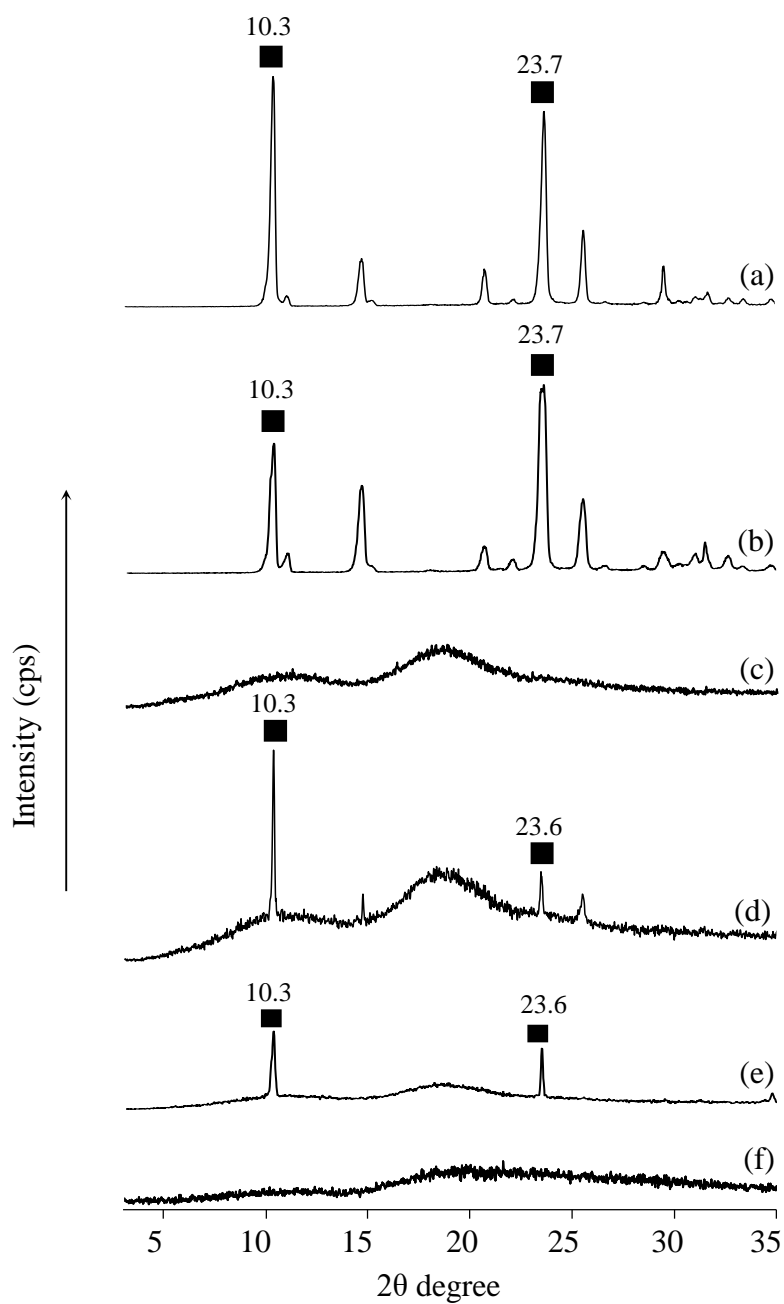 10.3
23.7
(a)
23.7
10.3
(b)
(c)
10.3
23.6
(d)
10.3
23.6
(e)
(f)
Intensity (cps)
5 10 15 20 25 30 35
2θ degree